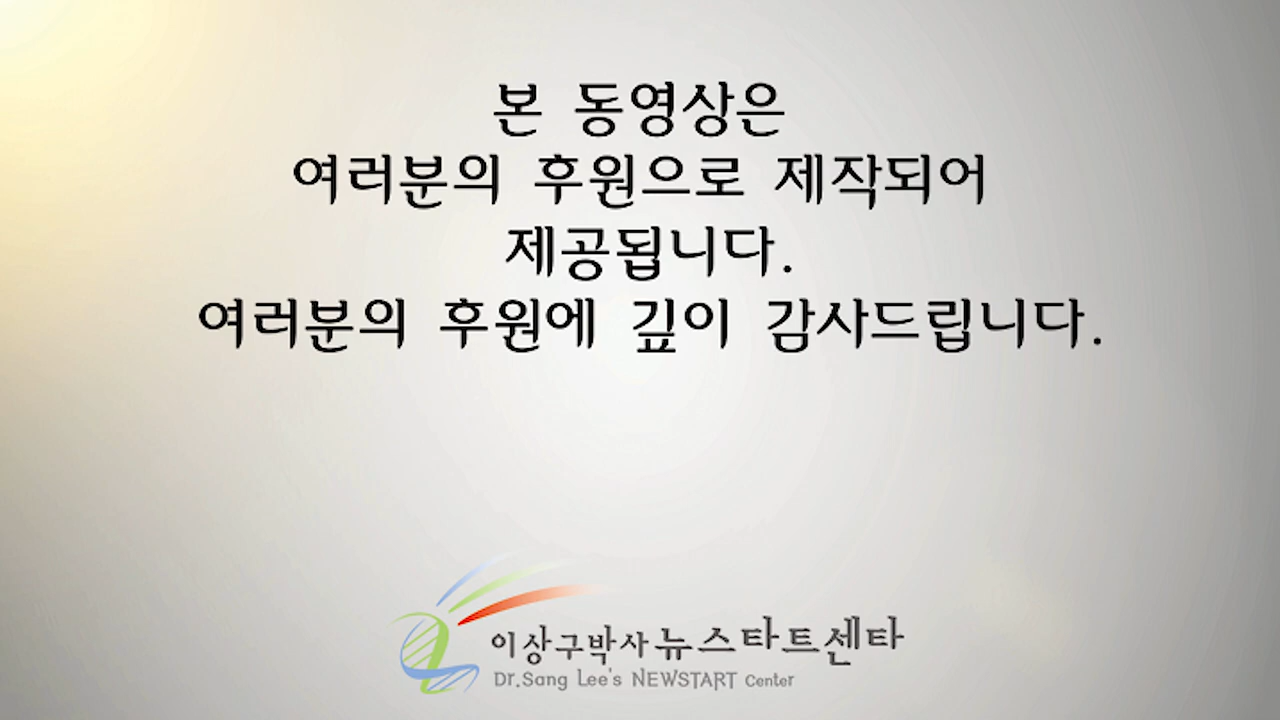 본 동영상은
여러분의 후원으로 제작되어
제공됩니다.
여러분의 후원에 깊이 감사드립니다.
이상구박사 뉴스타트센타
Dr.Sang Lee's NEWSTART Center